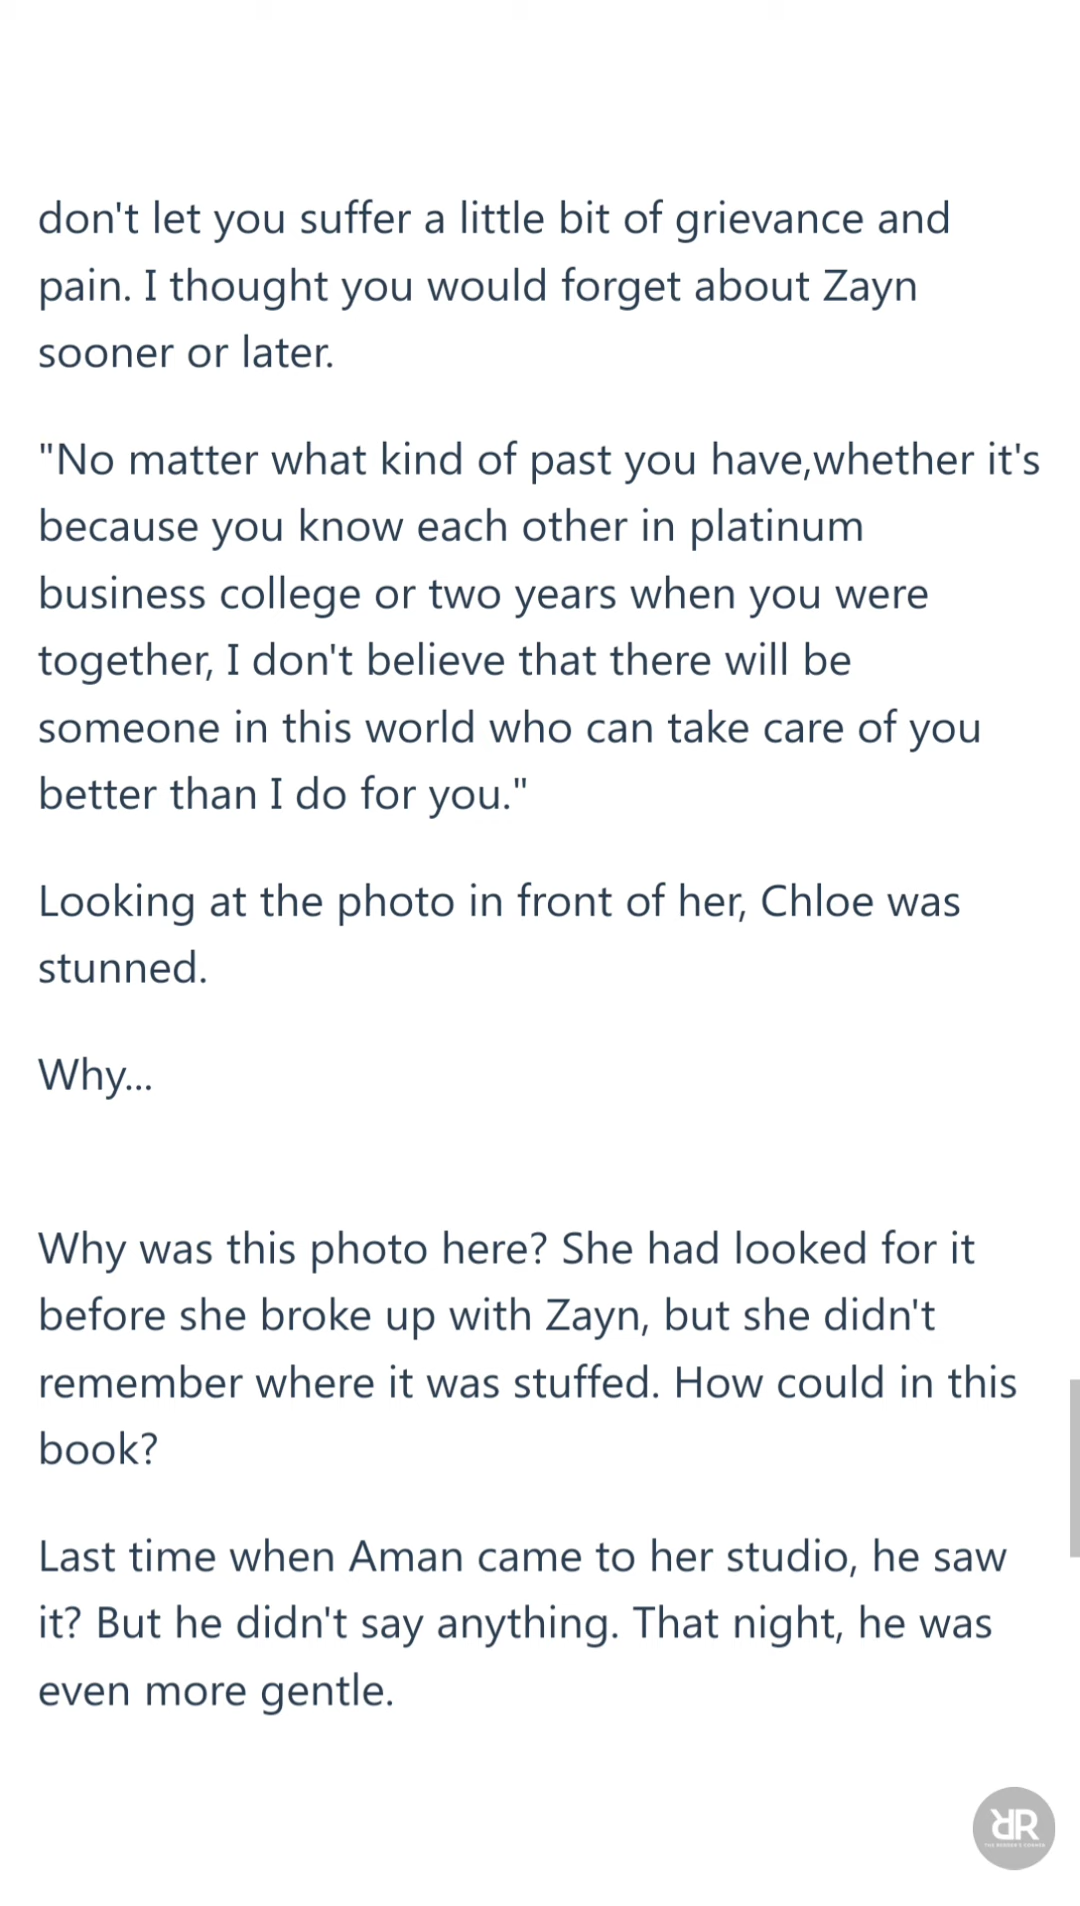 don't let you suffer a little bit of grievance and
pain. I thought you would forget about Zayn
sooner or later.
"No matter what kind of past you have,whether it's
because you know each other in platinum
business college or two years when you were
together, I don't believe that there will be
someone in this world who can take care of you
better than I do for you."
Looking at the photo in front of her, Chloe was
stunned.
Why...
Why was this photo here? She had looked for it
before she broke up with Zayn, but she didn't
remember where it was stuffed. How could in this
book?
Last time when Aman came to her studio, he saw
it? But he didn't say anything. That night, he was
even more gentle.
RR
THE READER'S CORNER